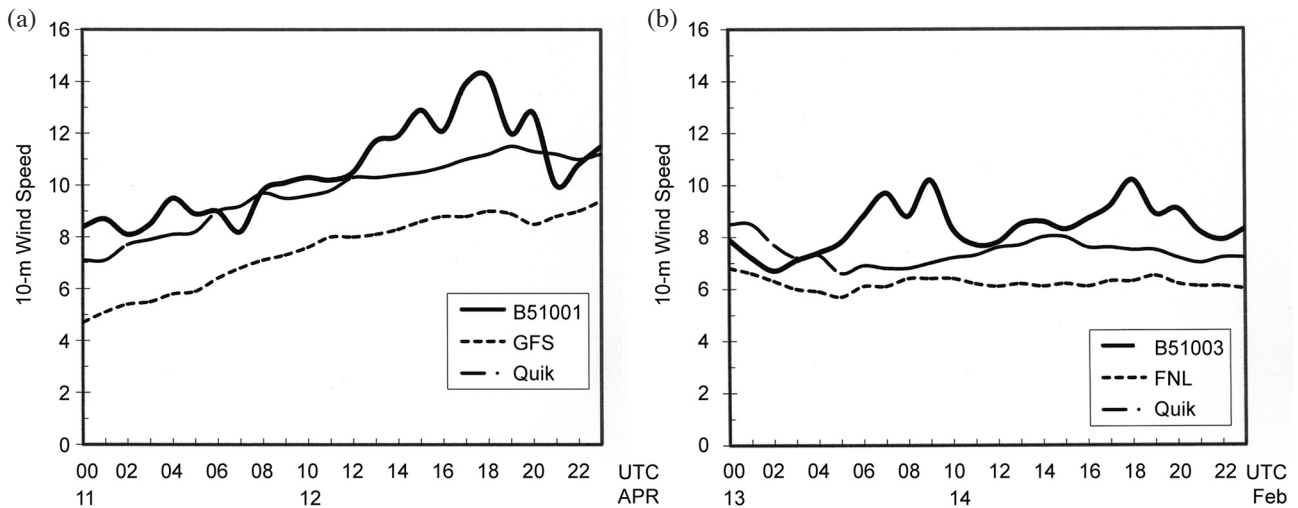 (a)
10-m Wind Speed
16
14
12
10
8
6
4
2
0
B51001
GFS
Quik
00 02 04 06 08 10 12 14 16 18 20 22 UTC
11 12 APR
(b)
10-m Wind Speed
16
14
12
10
8
6
4
2
0
B51003
FNL
Quik
00 02 04 06 08 10 12 14 16 18 20 22 UTC
13 14 Feb